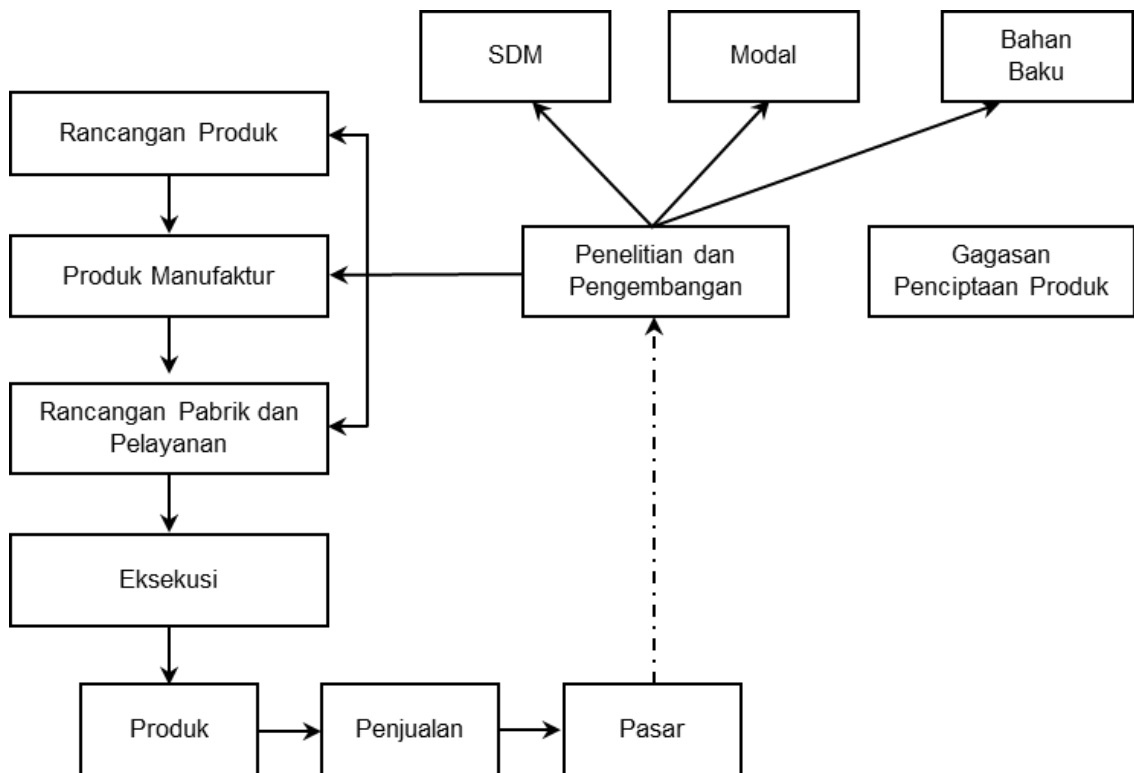 SDM
Modal
Bahan
Baku
Rancangan Produk
Produk Manufaktur
Penelitian dan
Pengembangan
Gagasan
Penciptaan Produk
Rancangan Pabrik dan
Pelayanan
Eksekusi
Produk
Penjualan
Pasar